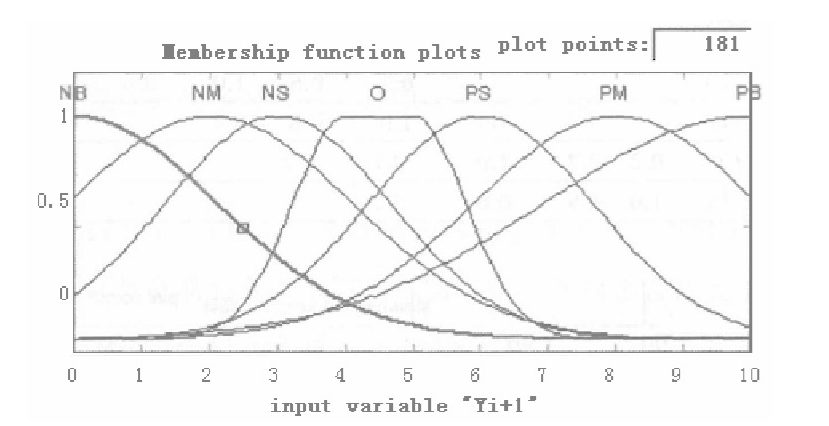 Membership function plots plot points: 181
NB NM NS O PS PM PB
1
0.5
0
0 1 2 3 4 5 6 7 8 9 10
input variable "Yi+1"